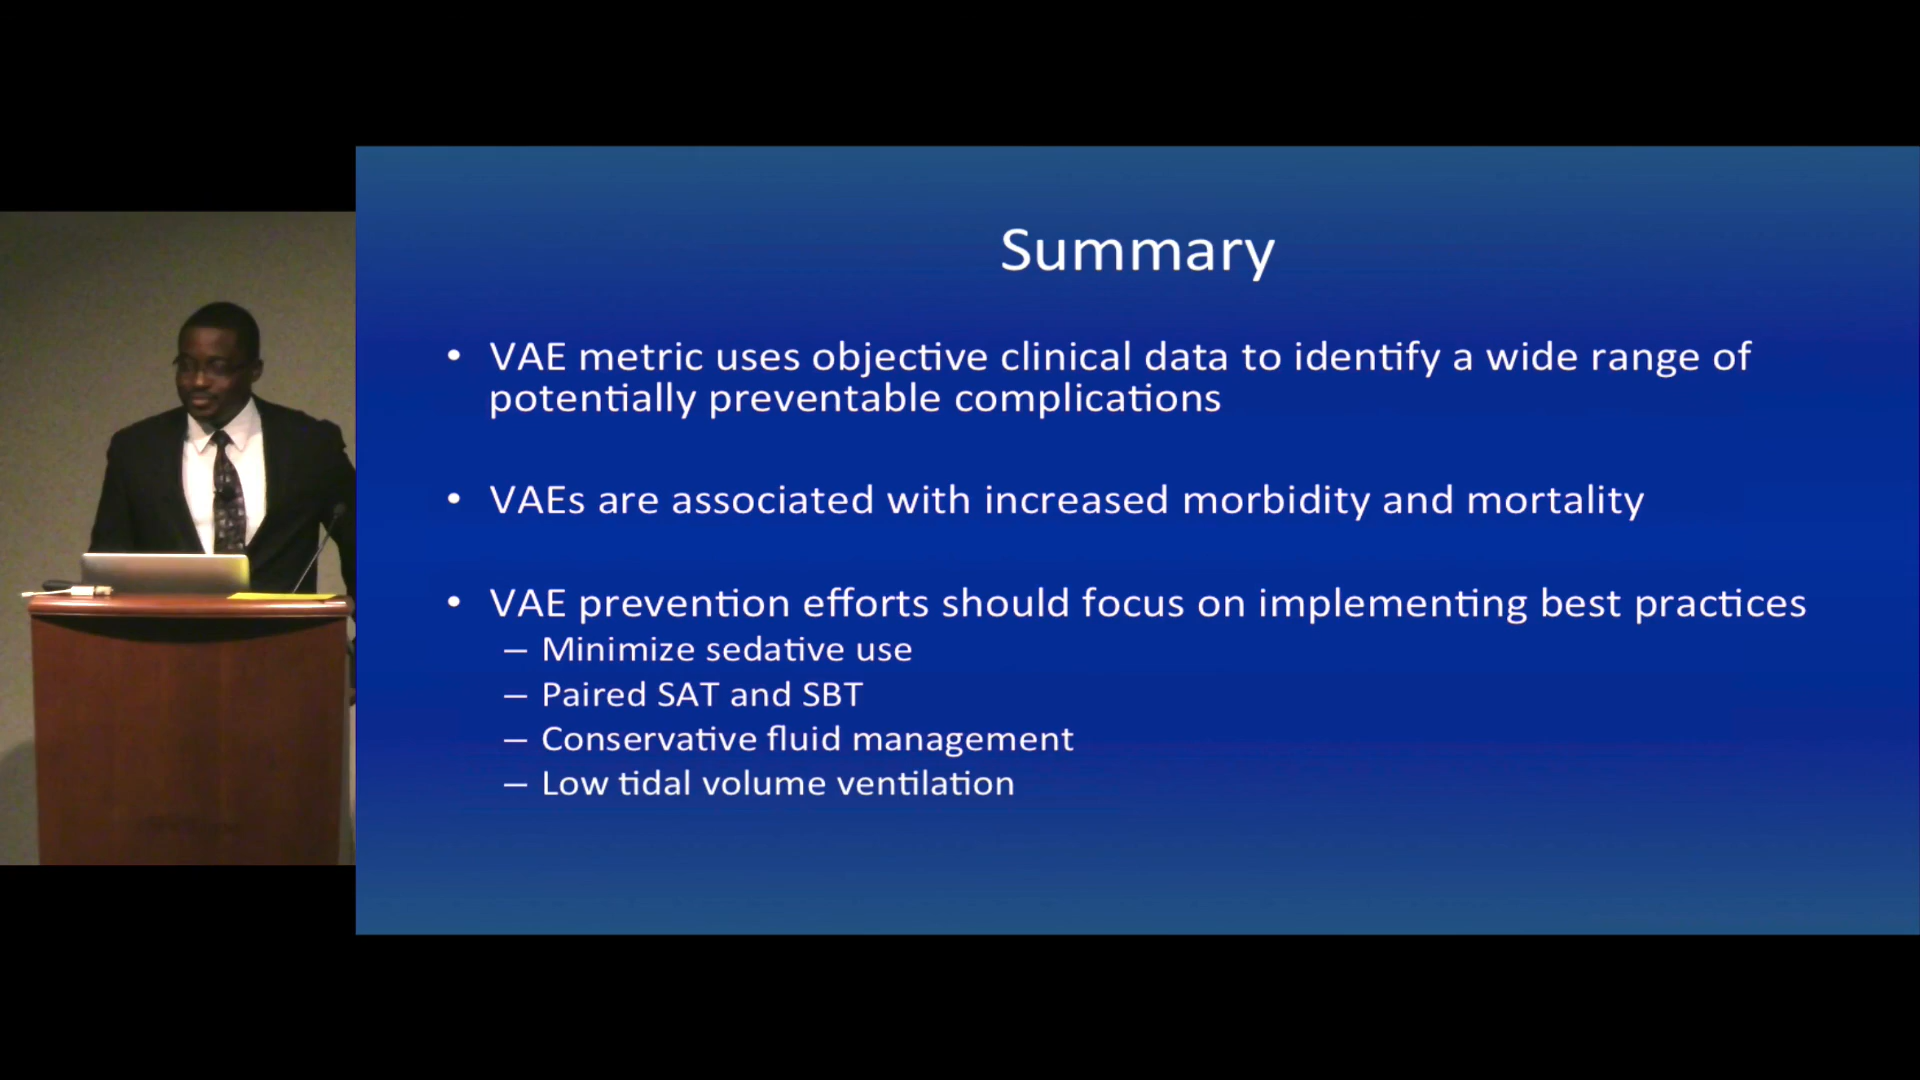 Summary
• VAE metric uses objective clinical data to identify a wide range of
potentially preventable complications
• VAEs are associated with increased morbidity and mortality
• VAE prevention efforts should focus on implementing best practices
– Minimize sedative use
– Paired SAT and SBT
– Conservative fluid management
– Low tidal volume ventilation